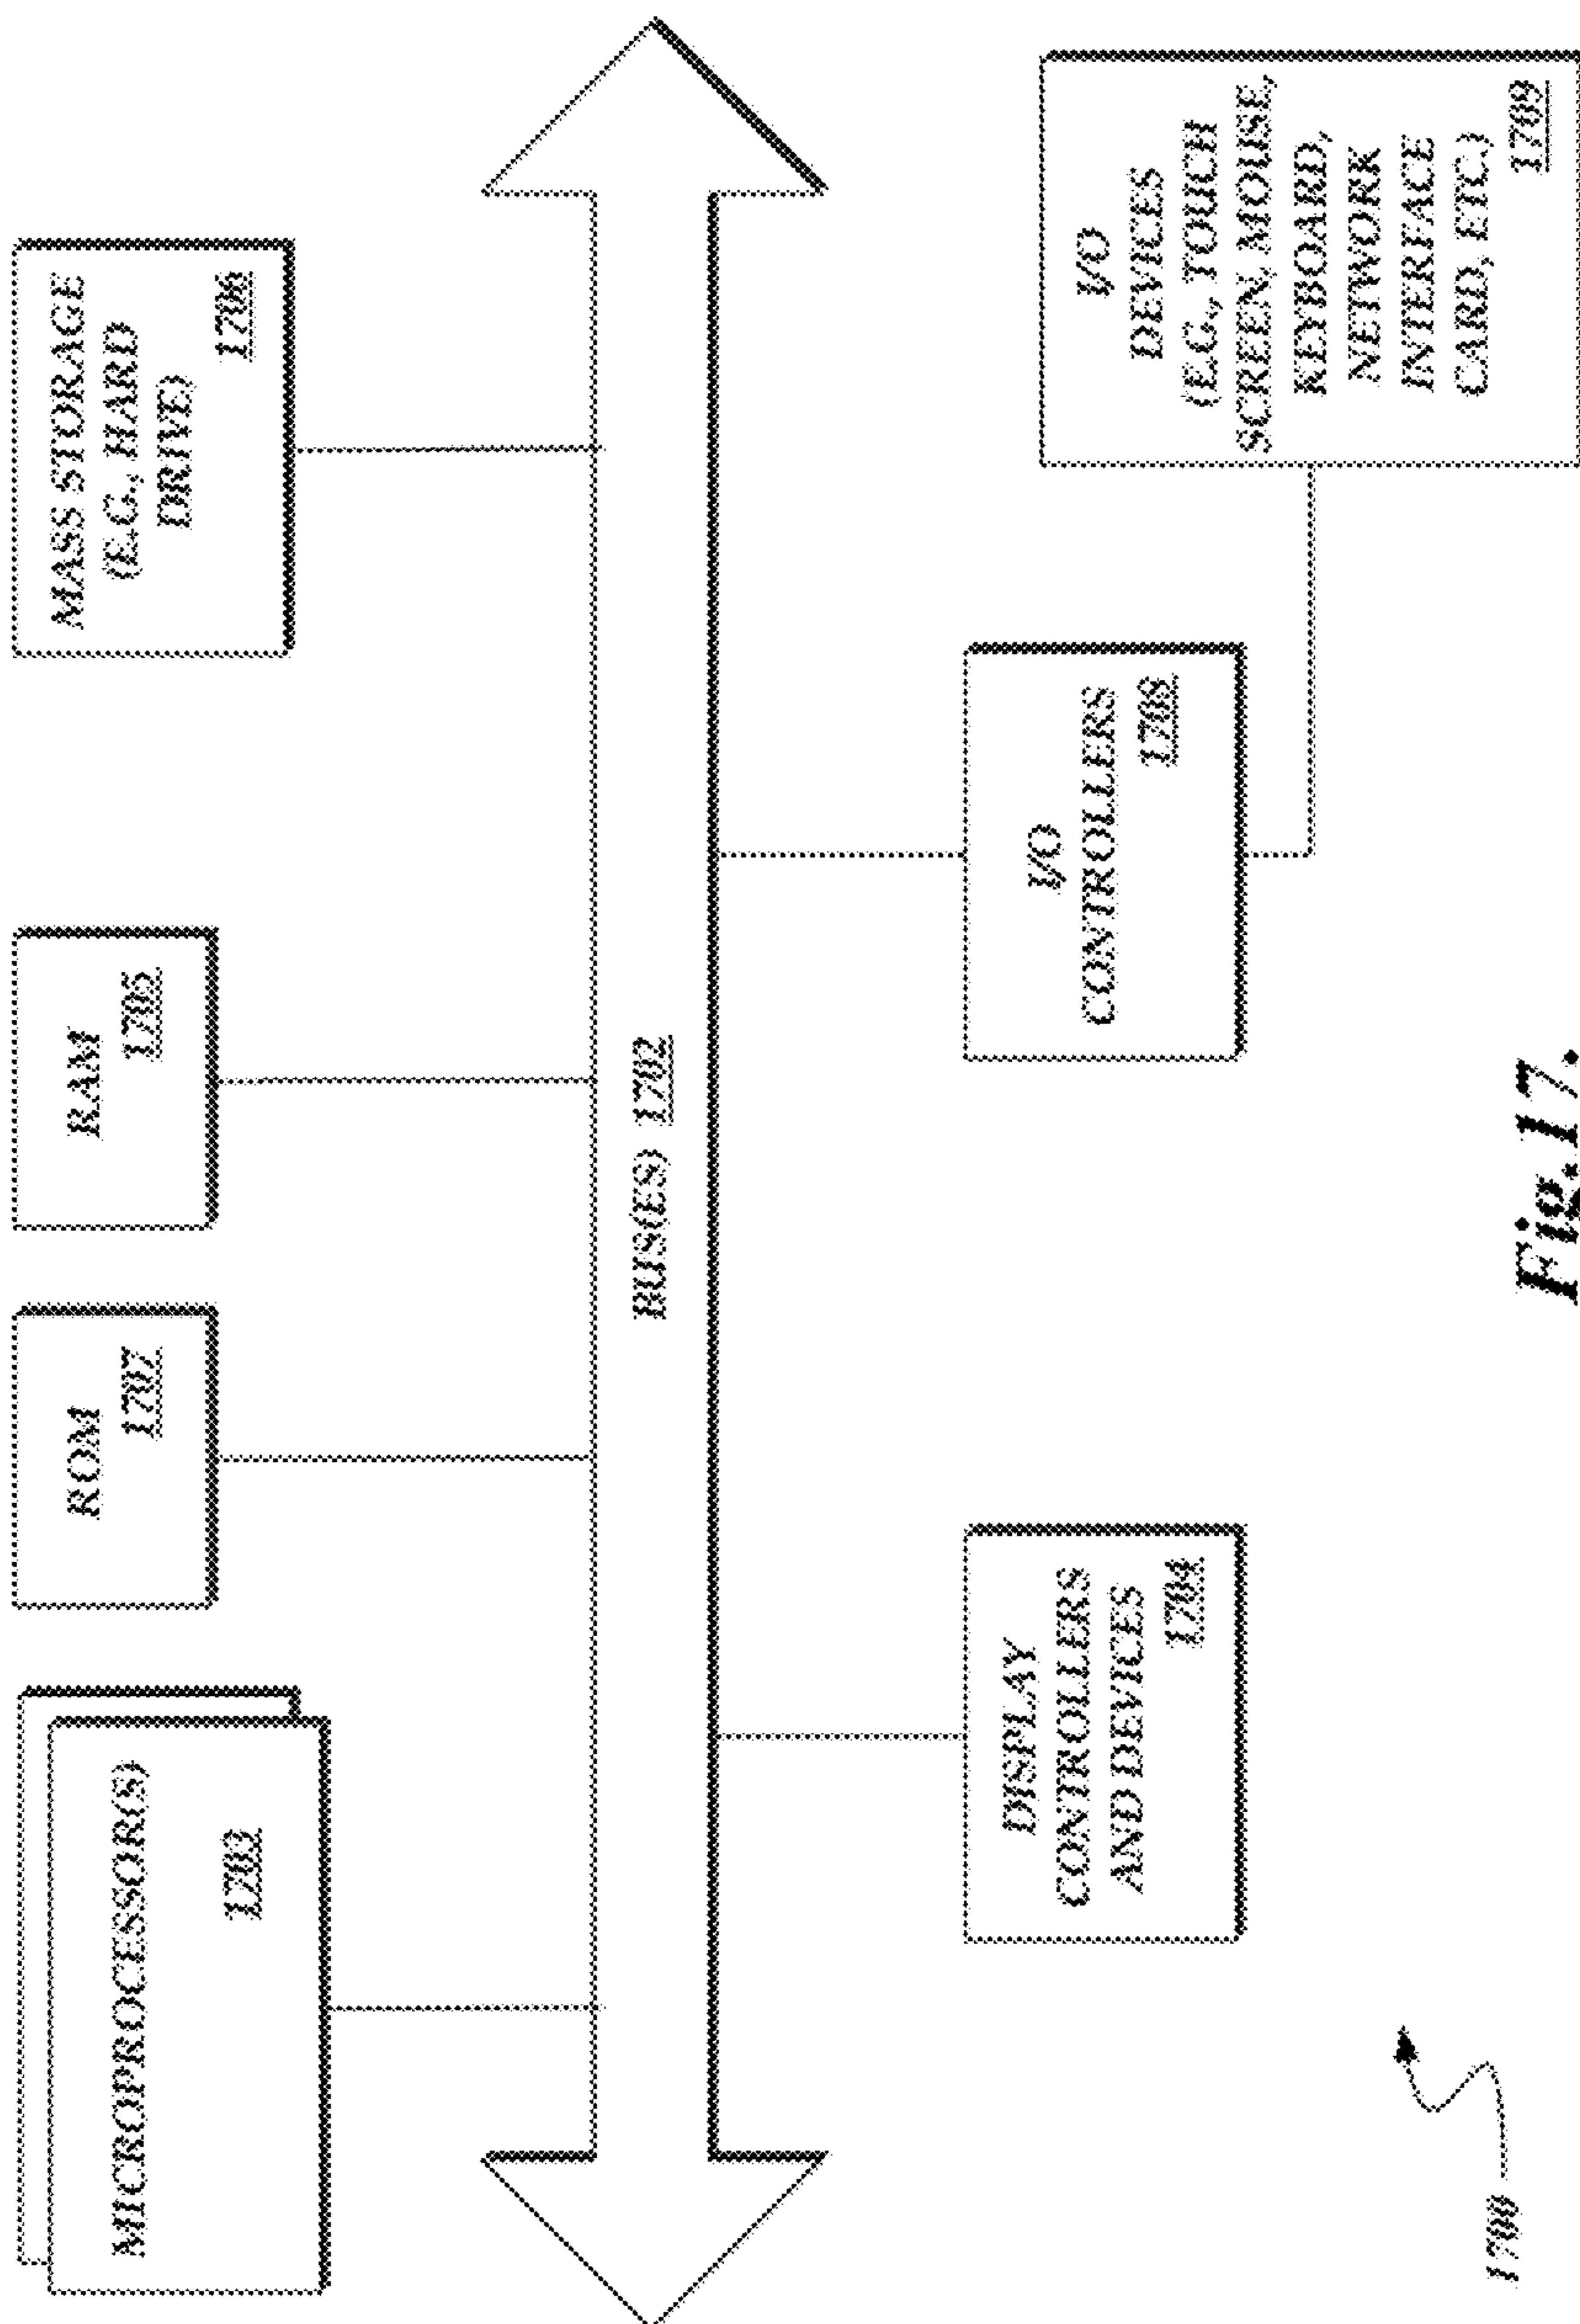 MICROPROCESSOR(S)
1703
ROM
1707
RAM
1705
MASS STORAGE
(E.G., HARD
DRIVE)
1706
BUS(ES) 1702
DISPLAY
CONTROLLERS
AND DEVICES
1704
I/O
CONTROLLERS
1708
I/O
DEVICES
(E.G., TOUCH
SCREEN, MOUSE,
KEYBOARD,
NETWORK
INTERFACE
CARD, ETC.)
1709
1700
Fig.17.